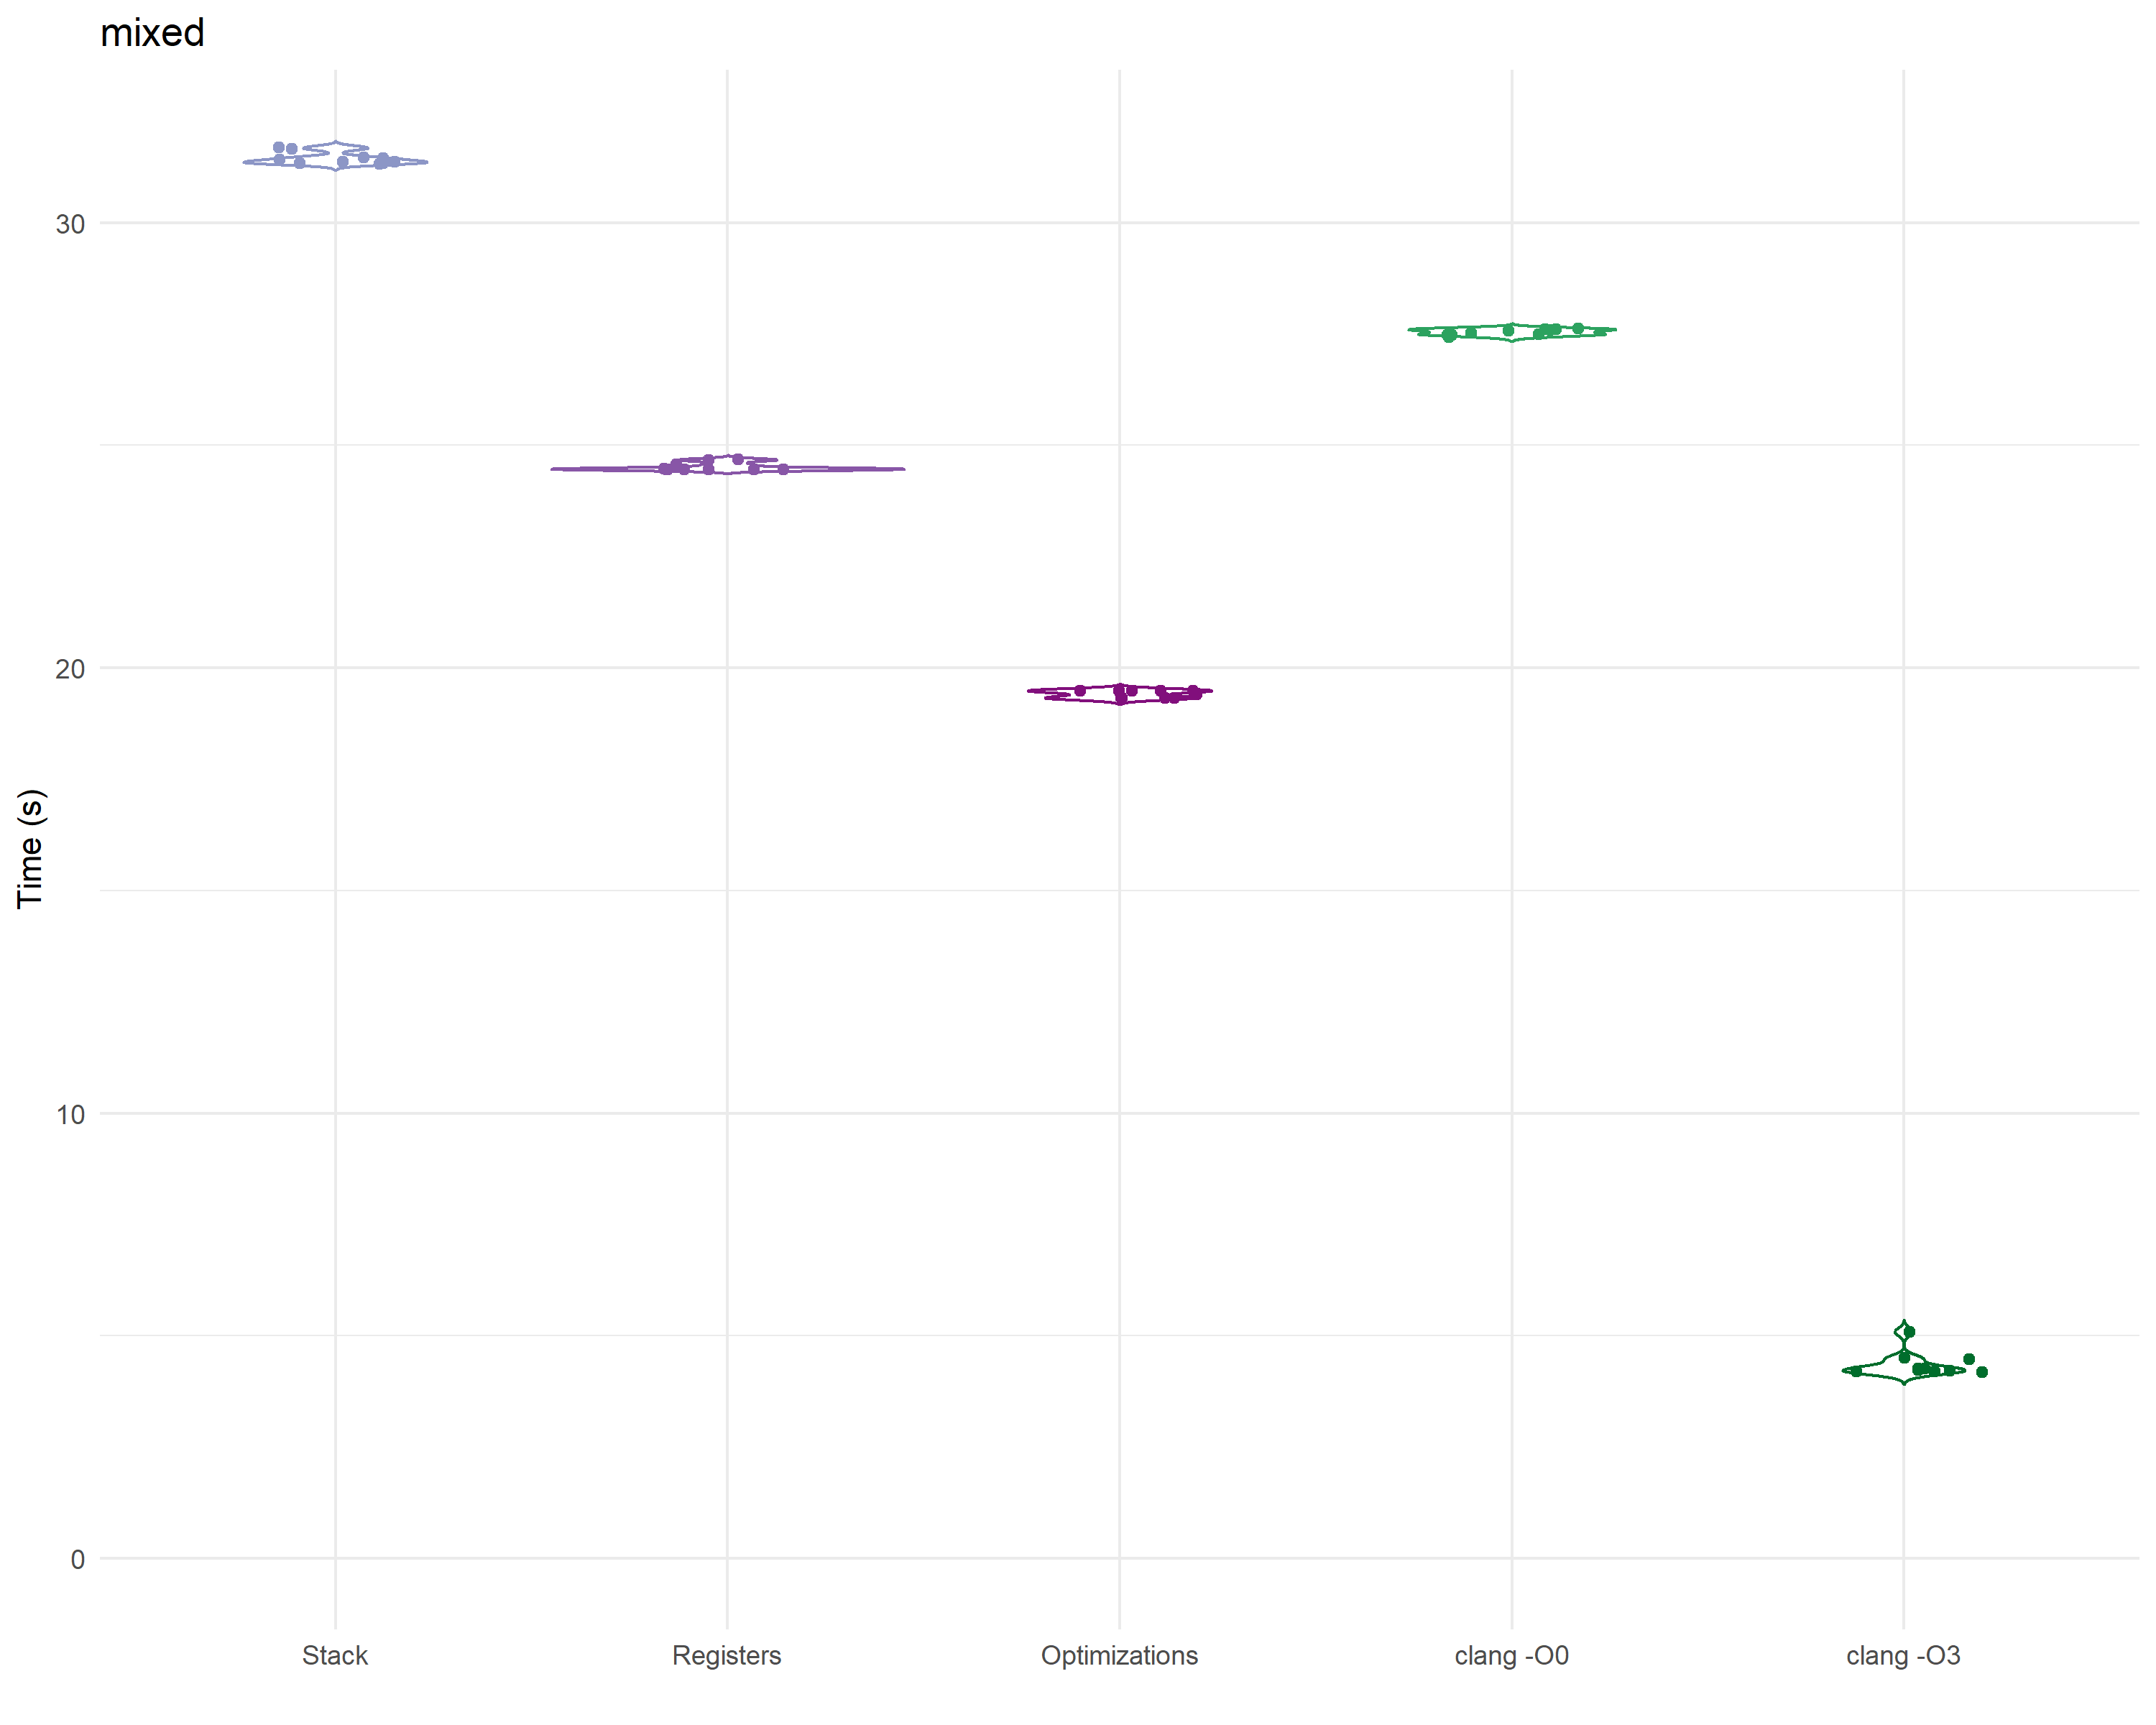 mixed
Time (s)
30
20
10
0
Stack
Registers
Optimizations
clang -O0
clang -O3